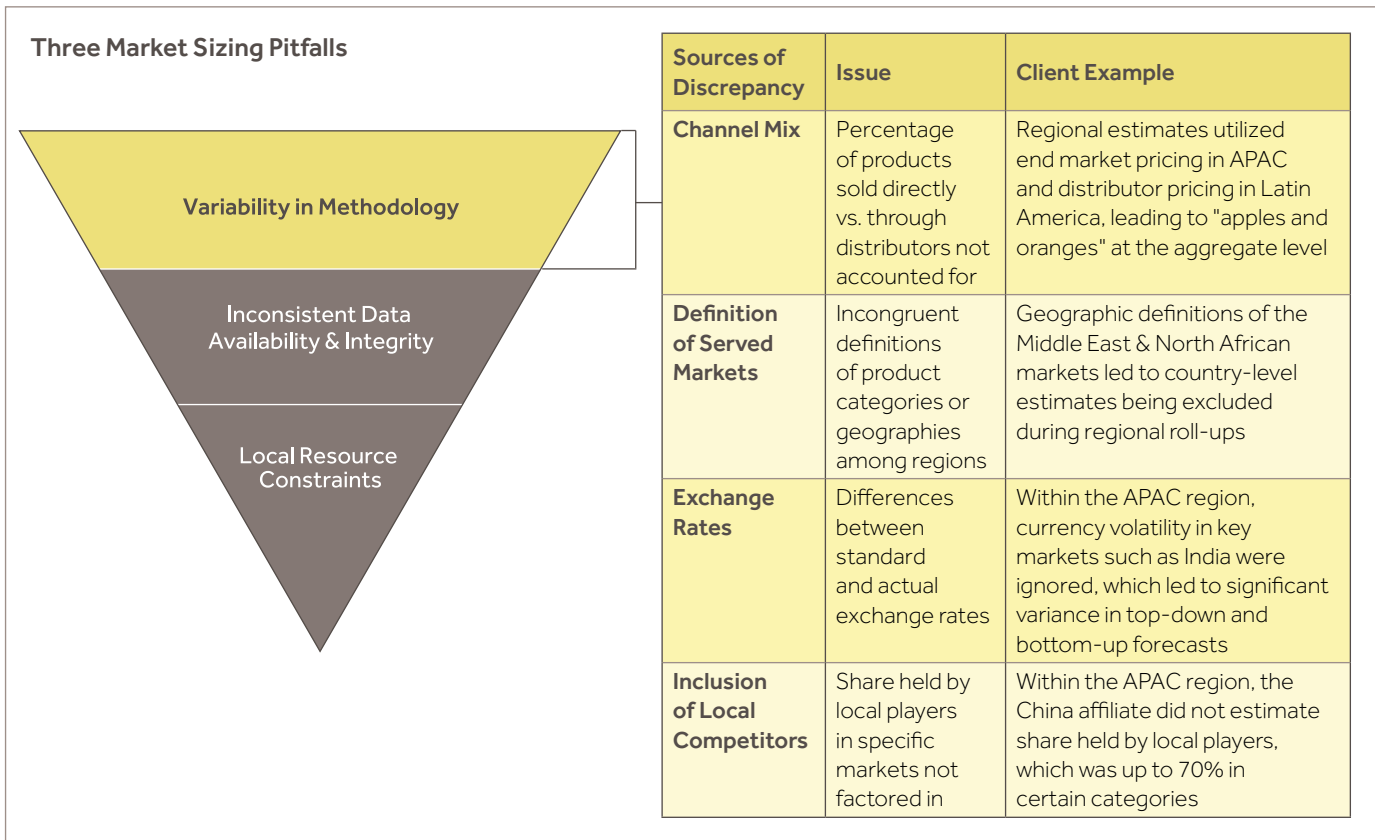 Three Market Sizing Pitfalls
Variability in Methodology
Inconsistent Data
Availability & Integrity
Local Resource
Constraints
Sources of
Discrepancy
Issue
Client Example
Channel Mix
Percentage
of products
sold directly
vs. through
distributors not
accounted for
Regional estimates utilized
end market pricing in APAC
and distributor pricing in Latin
America, leading to "apples and
oranges" at the aggregate level
Definition
of Served
Markets
Incongruent
definitions
of product
categories or
geographies
among regions
Geographic definitions of the
Middle East & North African
markets led to country-level
estimates being excluded
during regional roll-ups
Exchange
Rates
Differences
between
standard
and actual
exchange rates
Within the APAC region,
currency volatility in key
markets such as India were
ignored, which led to significant
variance in top-down and
bottom-up forecasts
Inclusion
of Local
Competitors
Share held by
local players
in specific
markets not
factored in
Within the APAC region, the
China affiliate did not estimate
share held by local players,
which was up to 70% in
certain categories